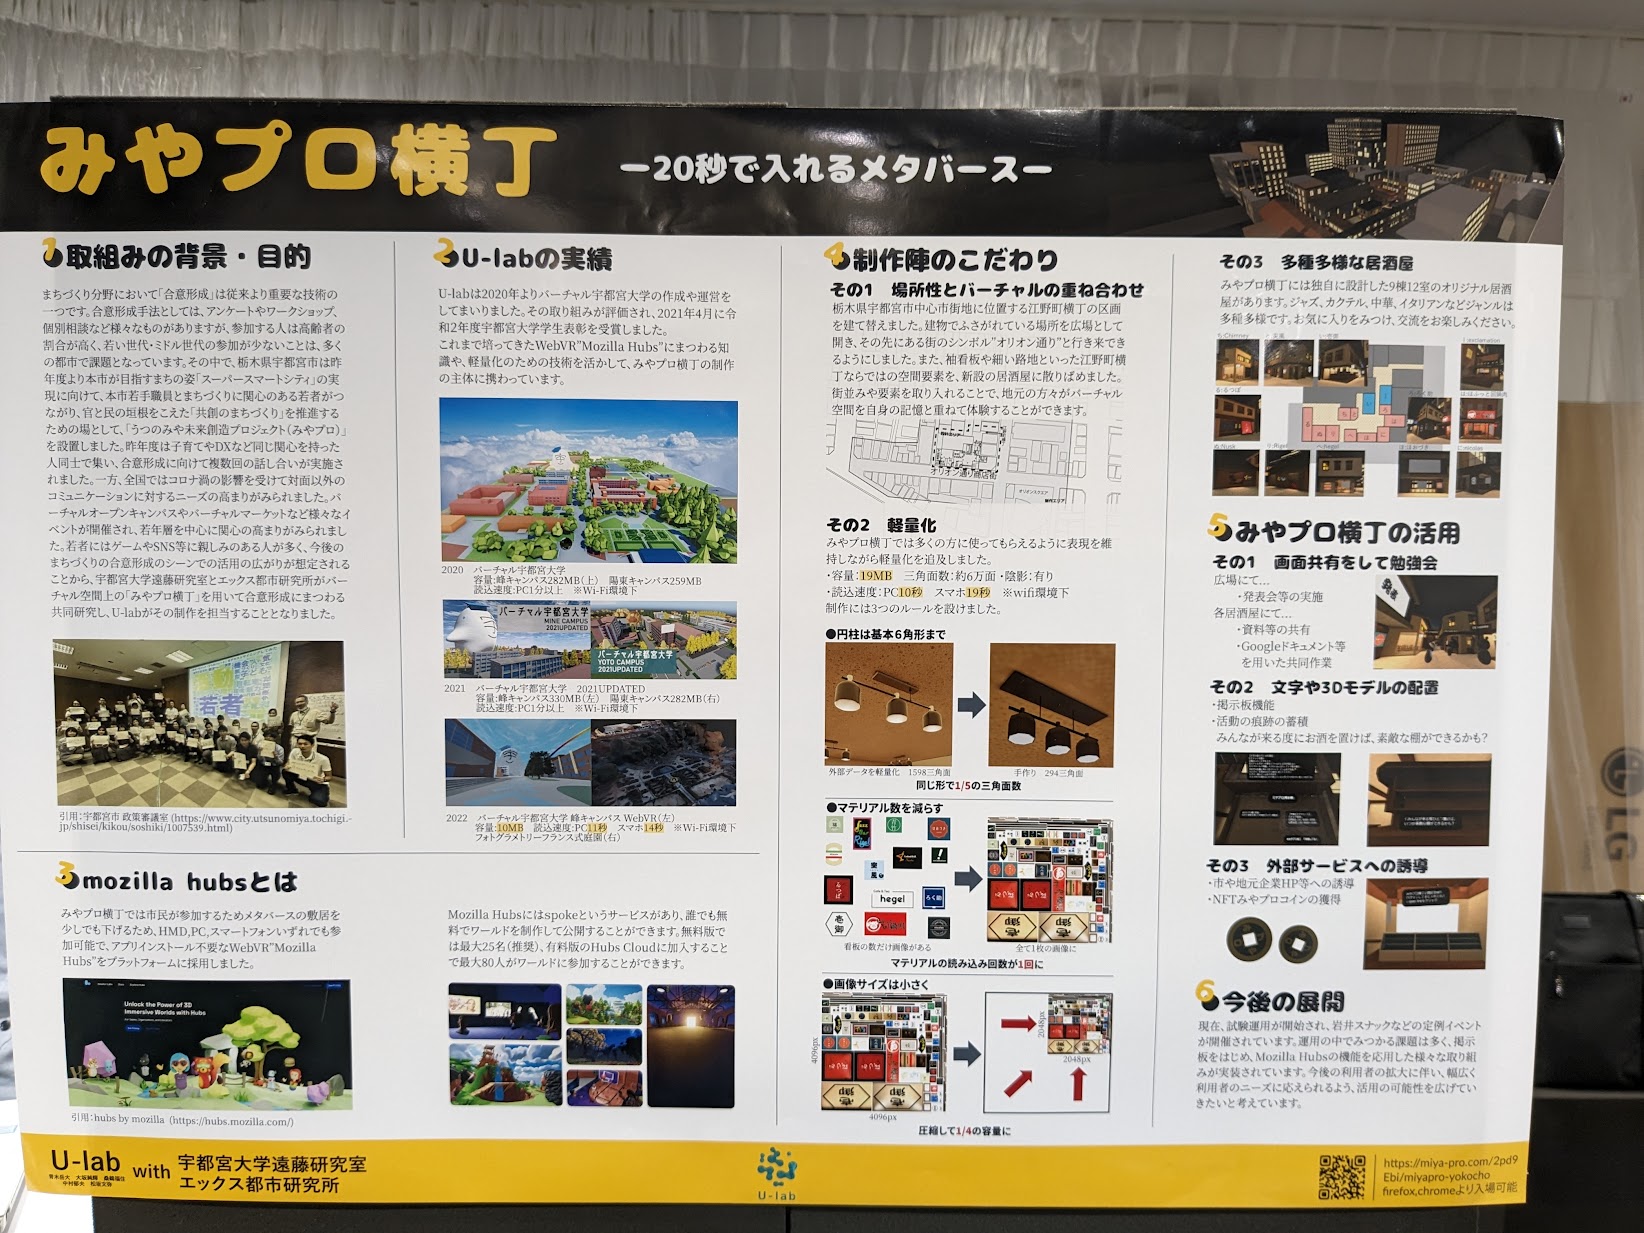 みやプロ横丁
ー20秒で入れるメタバースー
1 取組みの背景・目的
まちづくり分野において「合意形成」は従来より重要な技術の
一つです。合意形成手法としては、アンケートやワークショップ、
個別相談など様々なものがありますが、参加する人は高齢者の
割合が高く、若い世代・ミドル世代の参加が少ないことは、多く
の都市で課題となっています。その中で、栃木県宇都宮市は昨
年度より本市が目指すまちの姿「スーパースマートシティ」の実
現に向けて、本市若手職員とまちづくりに関心のある若者がつ
ながり、官と民の垣根をこえた「共創のまちづくり」を推進する
ための場として、「うつのみや未来創造プロジェクト(みやプロ)」
を設置しました。昨年度は子育てやDXなど同じ関心を持った
人同士で集い、合意形成に向けて複数回の話し合いが実施さ
れました。一方、全国ではコロナ渦の影響を受けて対面以外の
コミュニケーションに対するニーズの高まりがみられました。バ
ーチャルオープンキャンパスやバーチャルマーケットなど様々なイ
ベントが開催され、若年層を中心に関心の高まりがみられまし
た。若者にはゲームやSNS等に親しみのある人が多く、今後の
まちづくりの合意形成のシーンでの活用の広がりが想定され
ることから、宇都宮大学遠藤研究室とエックス都市研究所がバー
チャル空間上の「みやプロ横丁」を用いて合意形成にまつわる
共同研究し、U-labがその制作を担当することとなりました。
若者
引用:宇都宮市 政策審議室(https://www.city.utsunomiya.tochigi.-
jp/shisei/kikou/soshiki/1007539.html)
2 U-labの実績
U-labは2020年よりバーチャル宇都宮大学の作成や運営を
してまいりました。その取り組みが評価され、2021年4月に令
和2年度宇都宮大学学生表彰を受賞しました。
これまで培ってきたWebVR"Mozilla Hubs"にまつわる知
識や、軽量化のための技術を活かして、みやプロ横丁の制作
の主体に携わっています。
2020 バーチャル宇都宮大学
容量:峰キャンパス282MB(上) 陽東キャンパス259MB
読込速度:PC1分以上 ※Wi-Fi環境下
バーチャル宇都宮大学
MINE CAMPUS
2021UPDATED
バーチャル宇都宮大学
YOTO CAMPUS
2021UPDATED
2021 バーチャル宇都宮大学 2021UPDATED
容量:峰キャンパス330MB(左) 陽東キャンパス282MB(右)
読込速度:PC1分以上 ※Wi-Fi環境下
2022 バーチャル宇都宮大学 峰キャンパス WebVR(左)
容量:10MB 読込速度:PC11秒 スマホ14秒 ※Wi-Fi環境下
フォトグラメトリーフランス式庭園(右)
3 mozilla hubsとは
みやプロ横丁では市民が参加するためメタバースの敷居を
少しでも下げるため、HMD,PC,スマートフォンいずれでも参
加可能で、アプリインストール不要なWebVR"Mozilla
Hubs"をプラットフォームに採用しました。
Unlock the Power of 3D
Immersive Worlds with Hubs
引用:hubs by mozilla (https://hubs.mozilla.com/)
Mozilla Hubsにはspokeというサービスがあり、誰でも無
料でワールドを制作して公開することができます。無料版で
は最大25名(推奨)、有料版のHubs Cloudに加入すること
で最大80人がワールドに参加することができます。
4 制作陣のこだわり
その1 場所性とバーチャルの重ね合わせ
栃木県宇都宮市中心市街地に位置する江野町横丁の区画
を建て替えました。建物でふさがれている場所を広場として
開き、その先にある街のシンボル"オリオン通り"と行き来でき
るようにしました。また、袖看板や細い路地といった江野町横
丁ならではの空間要素を、新設の居酒屋に散りばめました。
街並みや要素を取り入れることで、地元の方々がバーチャル
空間を自身の記憶と重ねて体験することができます。
オリオン通り商店街
オリオンスクエア
その2 軽量化
みやプロ横丁では多くの方に使ってもらえるように表現を維
持しながら軽量化を追及しました。
・容量:19MB 三角面数:約6万面・陰影:有り
・読込速度:PC10秒 スマホ19秒 ※wifi環境下
制作には3つのルールを設けました。
●円柱は基本6角形まで
外部データを軽量化 1598三角面
手作り 294三角面
同じ形で1/5の三角面数
●マテリアル数を減らす
hegel
ろく助
看板の数だけ画像がある
全て1枚の画像に
マテリアルの読み込み回数が1回に
●画像サイズは小さく
4096px
4096px
2048px
2048px
圧縮して1/4の容量に
その3 多種多様な居酒屋
みやプロ横丁には独自に設計した9棟12室のオリジナル居酒
屋があります。ジャズ、カクテル、中華、イタリアンなどジャンルは
多種多様です。お気に入りをみつけ、交流をお楽しみください。
5 みやプロ横丁の活用
その1 画面共有をして勉強会
広場にて...
・発表会等の実施
各居酒屋にて...
・資料等の共有
・Googleドキュメント等
を用いた共同作業
その2 文字や3Dモデルの配置
・掲示板機能
・活動の痕跡の蓄積
みんなが来る度にお酒を置けば、素敵な棚ができるかも?
その3 外部サービスへの誘導
・市や地元企業HP等への誘導
・NFTみやプロコインの獲得
6 今後の展開
現在、試験運用が開始され、岩井スナックなどの定例イベント
が開催されています。運用の中でみつかる課題は多く、掲示
板をはじめ、Mozilla Hubsの機能を応用した様々な取り組
みが実装されています。今後の利用者の拡大に伴い、幅広く
利用者のニーズに応えられるよう、活用の可能性を広げてい
きたいと考えています。
U-lab with 宇都宮大学遠藤研究室
エックス都市研究所
U-lab
https://miya-pro.com/2pd9
Ebi/miyapro-yokocho
firefox,chromeより入場可能
LG